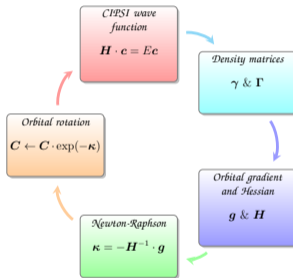 CIPSI wave
function
H · c = Ec
Density matrices
γ & Γ
Orbital gradient
and Hessian
g & H
Newton-Raphson
κ = −H⁻¹ · g
Orbital rotation
C ← C · exp(−κ)